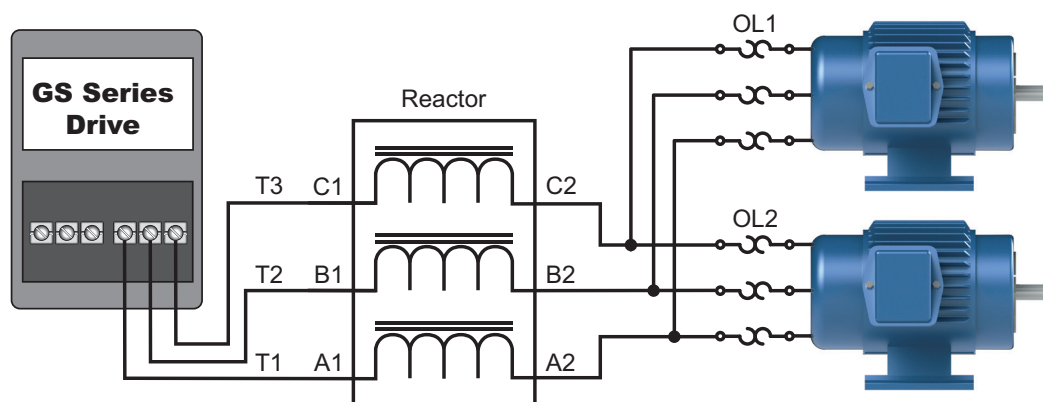 GS Series
Drive
Reactor
OL1
T3 C1 C2
OL2
T2 B1 B2
T1 A1 A2